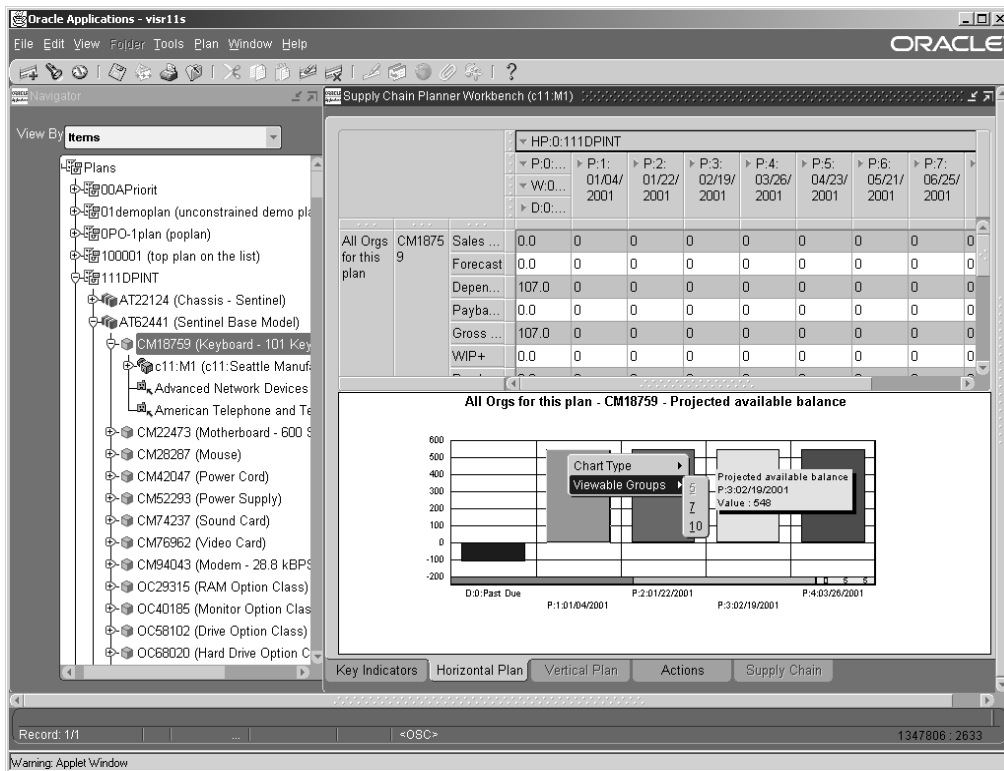 Oracle Applications - visr11s
File Edit View Folder Tools Plan Window Help
ORACLE
Navigator
Supply Chain Planner Workbench (c11:M1)
View By Items
Plans
00APriorit
01demoplan (unconstrained demo pla
0PO-1plan (poplan)
100001 (top plan on the list)
111DPINT
AT22124 (Chassis - Sentinel)
AT62441 (Sentinel Base Model)
CM18759 (Keyboard - 101 Key
c11:M1 (c11:Seattle Manufa
Advanced Network Devices
American Telephone and Te
CM22473 (Motherboard - 600 S
CM28287 (Mouse)
CM42047 (Power Cord)
CM52293 (Power Supply)
CM74237 (Sound Card)
CM76962 (Video Card)
CM94043 (Modem - 28.8 kBPS
OC29315 (RAM Option Class)
OC40185 (Monitor Option Clas
OC58102 (Drive Option Class)
OC68020 (Hard Drive Option C
HP:0:111DPINT
P:0:... P:1: P:2: P:3: P:4: P:5: P:6: P:7:
W:0... 01/04/ 01/22/ 02/19/ 03/26/ 04/23/ 05/21/ 06/25/
D:0:... 2001 2001 2001 2001 2001 2001 2001
All Orgs CM1875 Sales ... 0.0 0 0 0 0 0 0 0 0
for this 9 Forecast 0.0 0 0 0 0 0 0 0 0
plan Depen... 107.0 0 0 0 0 0 0 0 0
Payba... 0.0 0 0 0 0 0 0 0 0
Gross ... 107.0 0 0 0 0 0 0 0 0
WIP+ 0.0 0 0 0 0 0 0 0 0
All Orgs for this plan - CM18759 - Projected available balance
600
500
400
300
200
100
0
-100
-200
Chart Type
Viewable Groups
5
7
10
Projected available balance
P:3:02/19/2001
Value : 548
D:0:Past Due
P:1:01/04/2001
P:2:01/22/2001
P:3:02/19/2001
P:4:03/26/2001
Key Indicators Horizontal Plan Vertical Plan Actions Supply Chain
Record: 1/1 ... <OSC> 1347806 : 2633
Warning: Applet Window